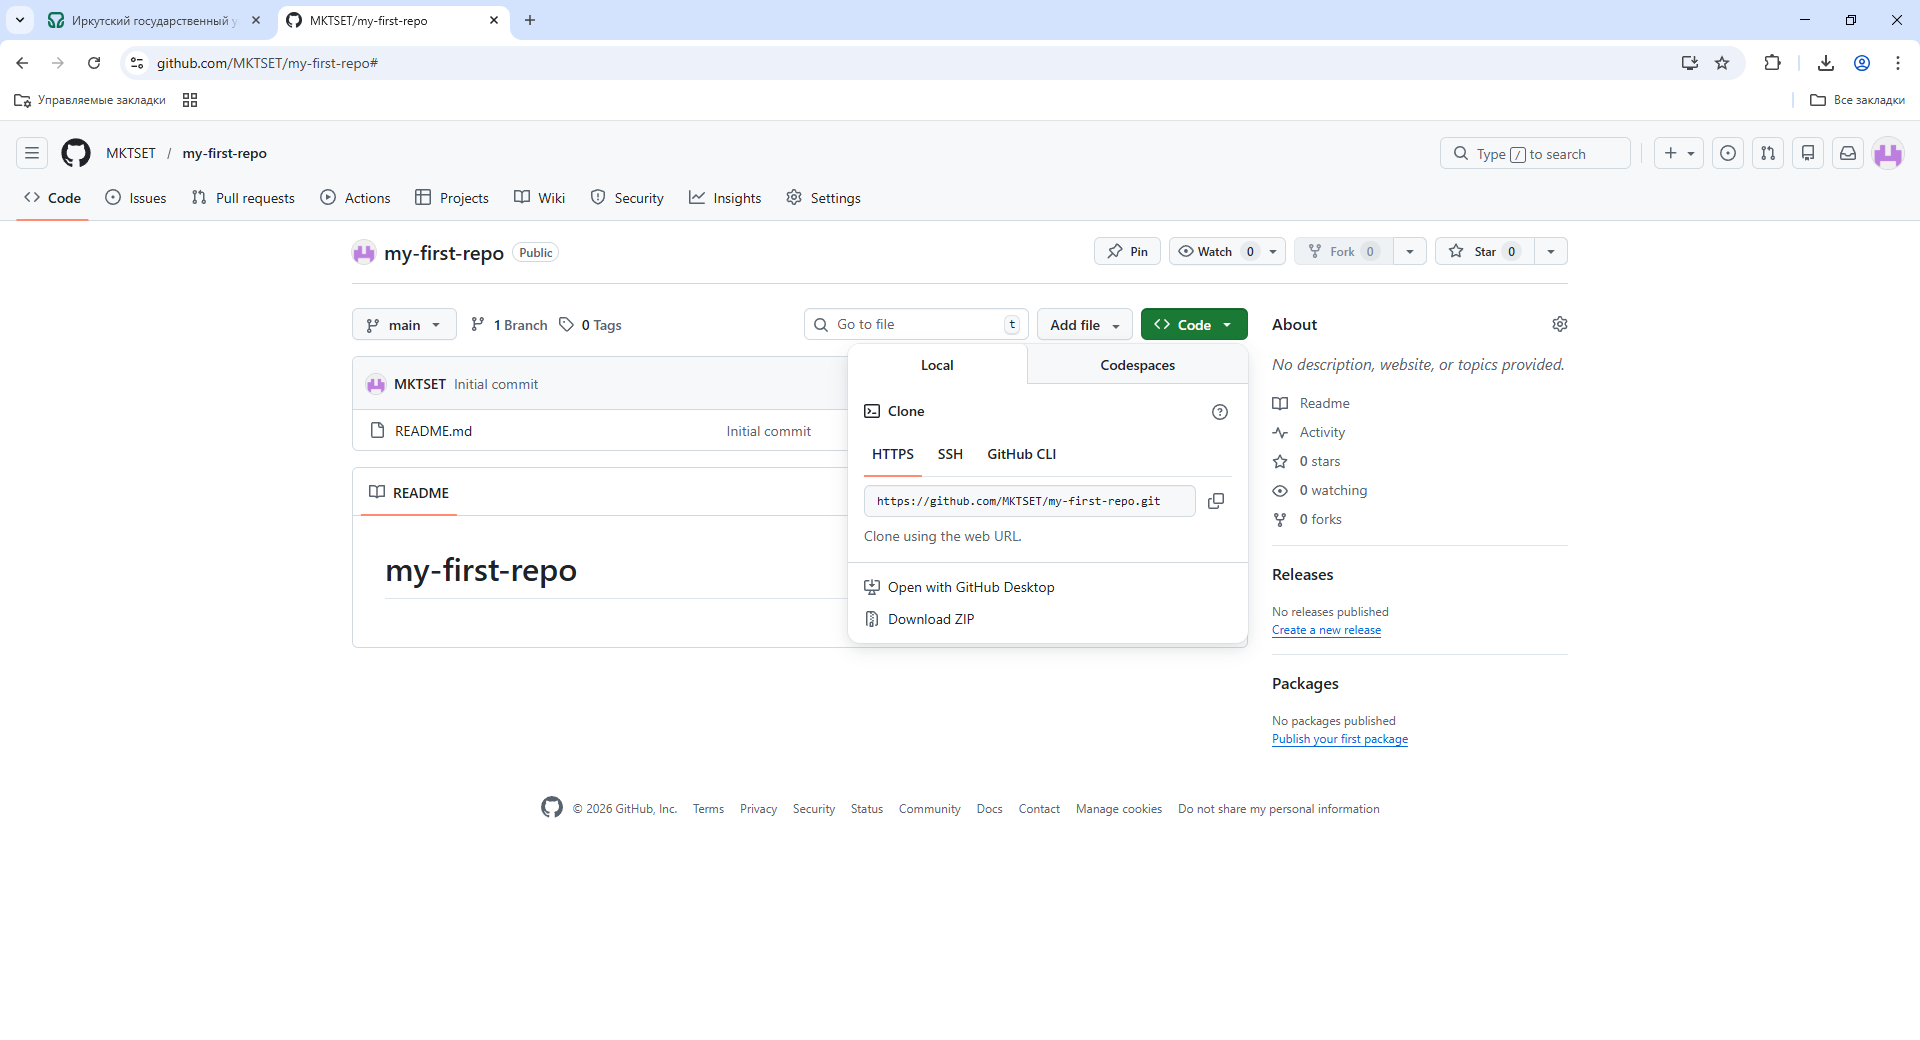 Иркутский государственный у
MKTSET/my-first-repo
github.com/MKTSET/my-first-repo#
Управляемые закладки
Все закладки
MKTSET / my-first-repo
Type / to search
Code Issues Pull requests Actions Projects Wiki Security Insights Settings
my-first-repo Public
Pin Watch 0 Fork 0 Star 0
main 1 Branch 0 Tags
Go to file t Add file Code
Local Codespaces
MKTSET Initial commit
README.md Initial commit
Clone
HTTPS SSH GitHub CLI
https://github.com/MKTSET/my-first-repo.git
Clone using the web URL.
Open with GitHub Desktop
Download ZIP
README
my-first-repo
About
No description, website, or topics provided.
Readme
Activity
0 stars
0 watching
0 forks
Releases
No releases published
Create a new release
Packages
No packages published
Publish your first package
© 2026 GitHub, Inc. Terms Privacy Security Status Community Docs Contact Manage cookies Do not share my personal information